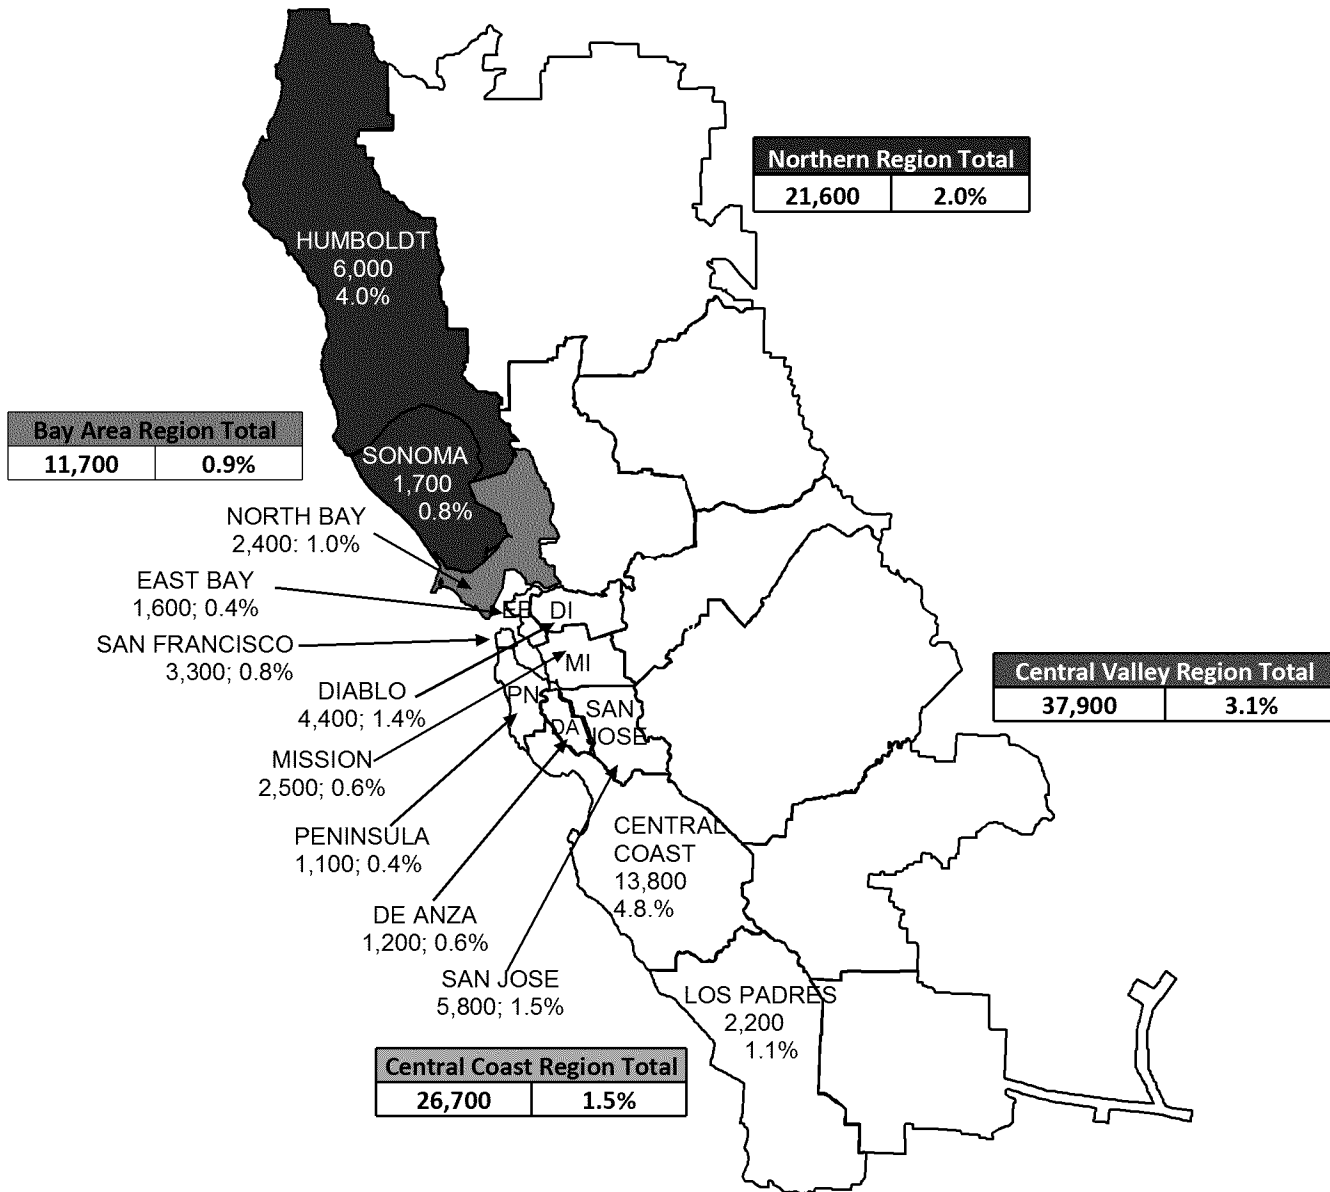 Northern Region Total
21,600 2.0%
HUMBOLDT
6,000
4.0%
Bay Area Region Total
11,700 0.9%
SONOMA
1,700
0.8%
NORTH BAY
2,400: 1.0%
EAST BAY
1,600; 0.4%
EB DI
SAN FRANCISCO
3,300; 0.8%
MI
Central Valley Region Total
37,900 3.1%
DIABLO
4,400; 1.4%
PN
SAN
JOSE
DA
MISSION
2,500; 0.6%
PENINSULA
1,100; 0.4%
CENTRAL
COAST
13,800
4.8.%
DE ANZA
1,200; 0.6%
SAN JOSE
5,800; 1.5%
LOS PADRES
2,200
1.1%
Central Coast Region Total
26,700 1.5%